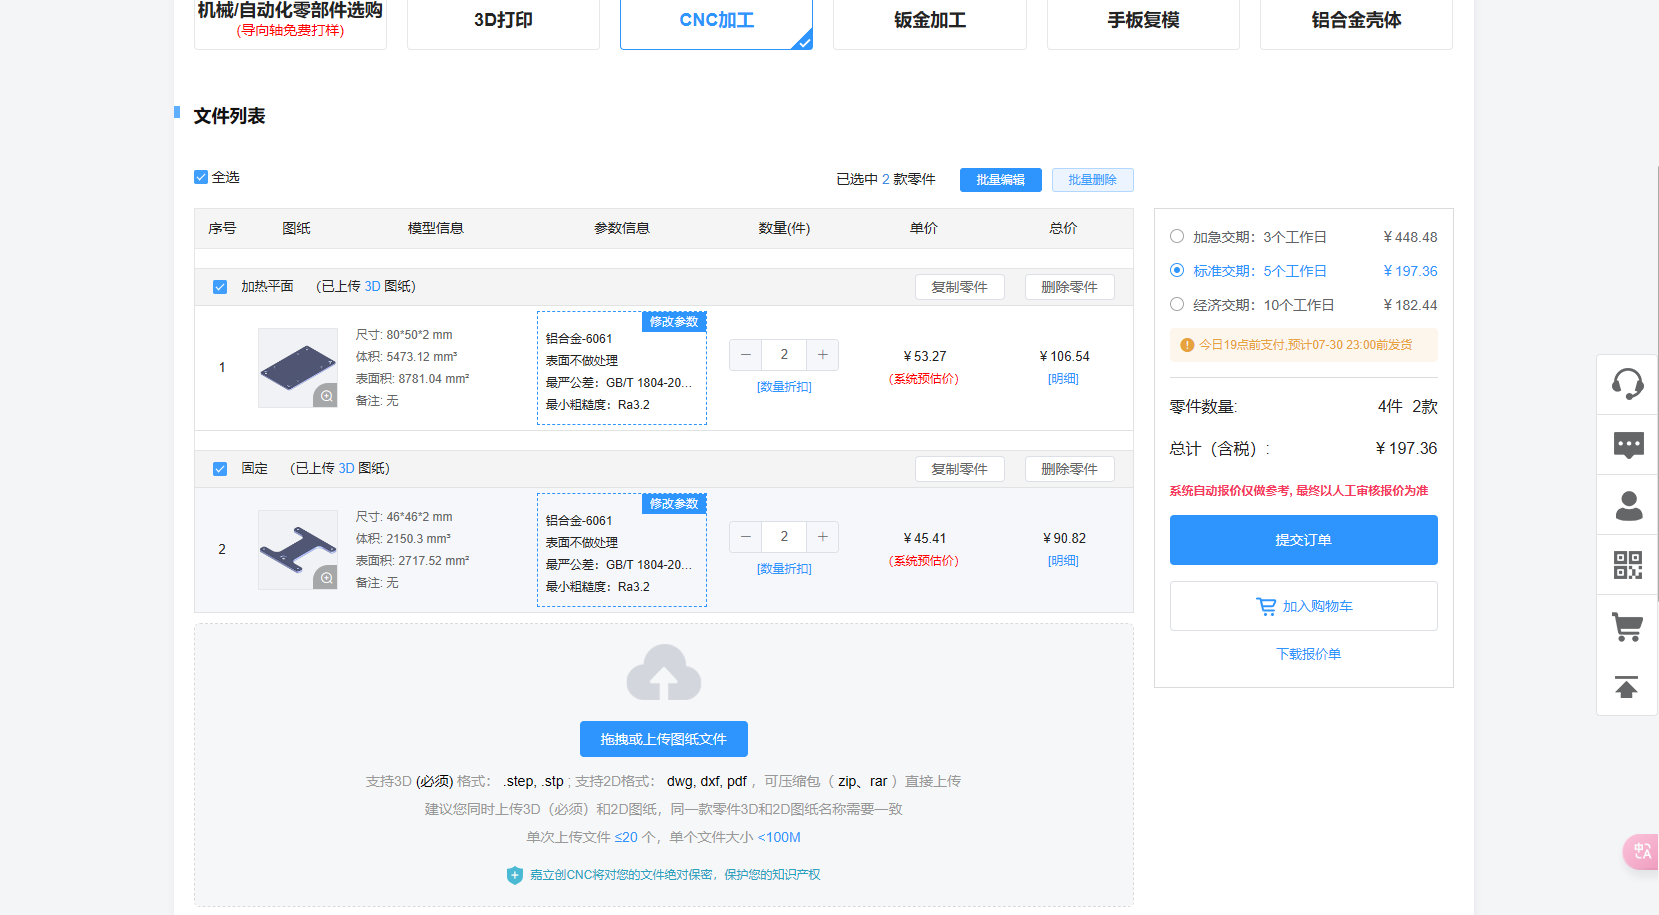 机械/自动化零部件选购
(导向轴免费打样)
3D打印
CNC加工
钣金加工
手板复模
铝合金壳体
文件列表
全选
已选中 2 款零件
批量编辑
批量删除
序号 图纸 模型信息 参数信息 数量(件) 单价 总价
加热平面 (已上传 3D 图纸)
复制零件
删除零件
1
尺寸: 80*50*2 mm
体积: 5473.12 mm³
表面积: 8781.04 mm²
备注: 无
修改参数
铝合金-6061
表面不做处理
最严公差：GB/T 1804-20...
最小粗糙度：Ra3.2
− 2 +
[数量折扣]
¥53.27
(系统预估价)
¥106.54
[明细]
固定 (已上传 3D 图纸)
复制零件
删除零件
2
尺寸: 46*46*2 mm
体积: 2150.3 mm³
表面积: 2717.52 mm²
备注: 无
修改参数
铝合金-6061
表面不做处理
最严公差：GB/T 1804-20...
最小粗糙度：Ra3.2
− 2 +
[数量折扣]
¥45.41
(系统预估价)
¥90.82
[明细]
拖拽或上传图纸文件
支持3D (必须) 格式： .step, .stp ; 支持2D格式： dwg, dxf, pdf ，可压缩包（ zip、rar ）直接上传
建议您同时上传3D（必须）和2D图纸，同一款零件3D和2D图纸名称需要一致
单次上传文件 ≤20 个，单个文件大小 <100M
嘉立创CNC将对您的文件绝对保密，保护您的知识产权
加急交期：3个工作日 ¥448.48
标准交期：5个工作日 ¥197.36
经济交期：10个工作日 ¥182.44
今日19点前支付,预计07-30 23:00前发货
零件数量: 4件 2款
总计（含税）: ¥197.36
系统自动报价仅做参考, 最终以人工审核报价为准
提交订单
加入购物车
下载报价单